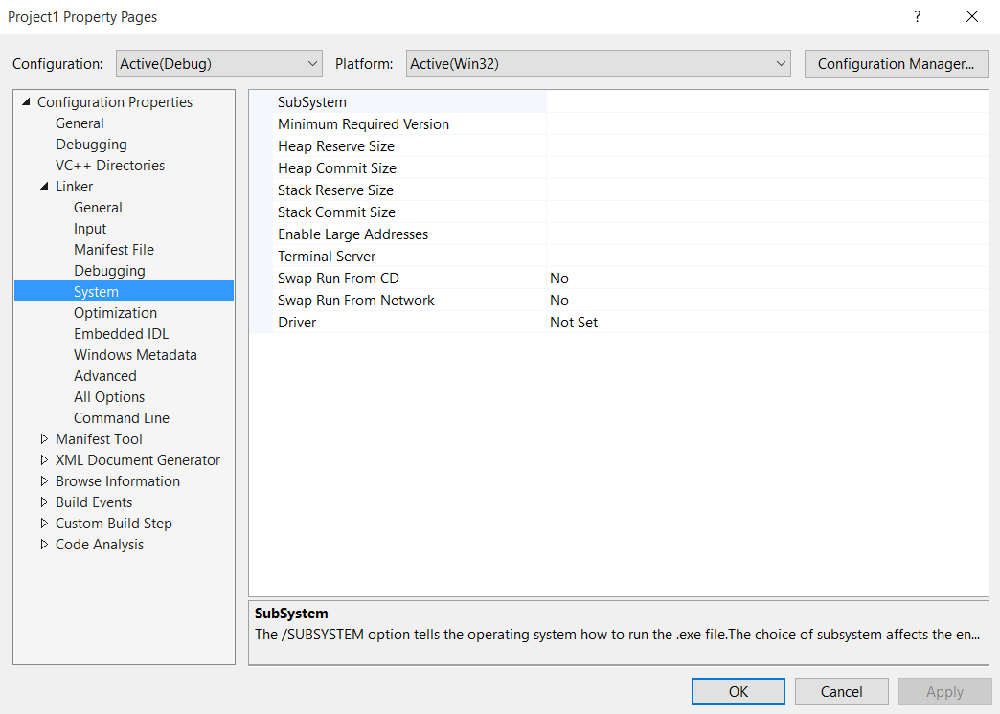 Project1 Property Pages
?
Configuration: Active(Debug) Platform: Active(Win32) Configuration Manager...
Configuration Properties
General
Debugging
VC++ Directories
Linker
General
Input
Manifest File
Debugging
System
Optimization
Embedded IDL
Windows Metadata
Advanced
All Options
Command Line
Manifest Tool
XML Document Generator
Browse Information
Build Events
Custom Build Step
Code Analysis
SubSystem
Minimum Required Version
Heap Reserve Size
Heap Commit Size
Stack Reserve Size
Stack Commit Size
Enable Large Addresses
Terminal Server
Swap Run From CD No
Swap Run From Network No
Driver Not Set
SubSystem
The /SUBSYSTEM option tells the operating system how to run the .exe file.The choice of subsystem affects the en...
OK Cancel Apply